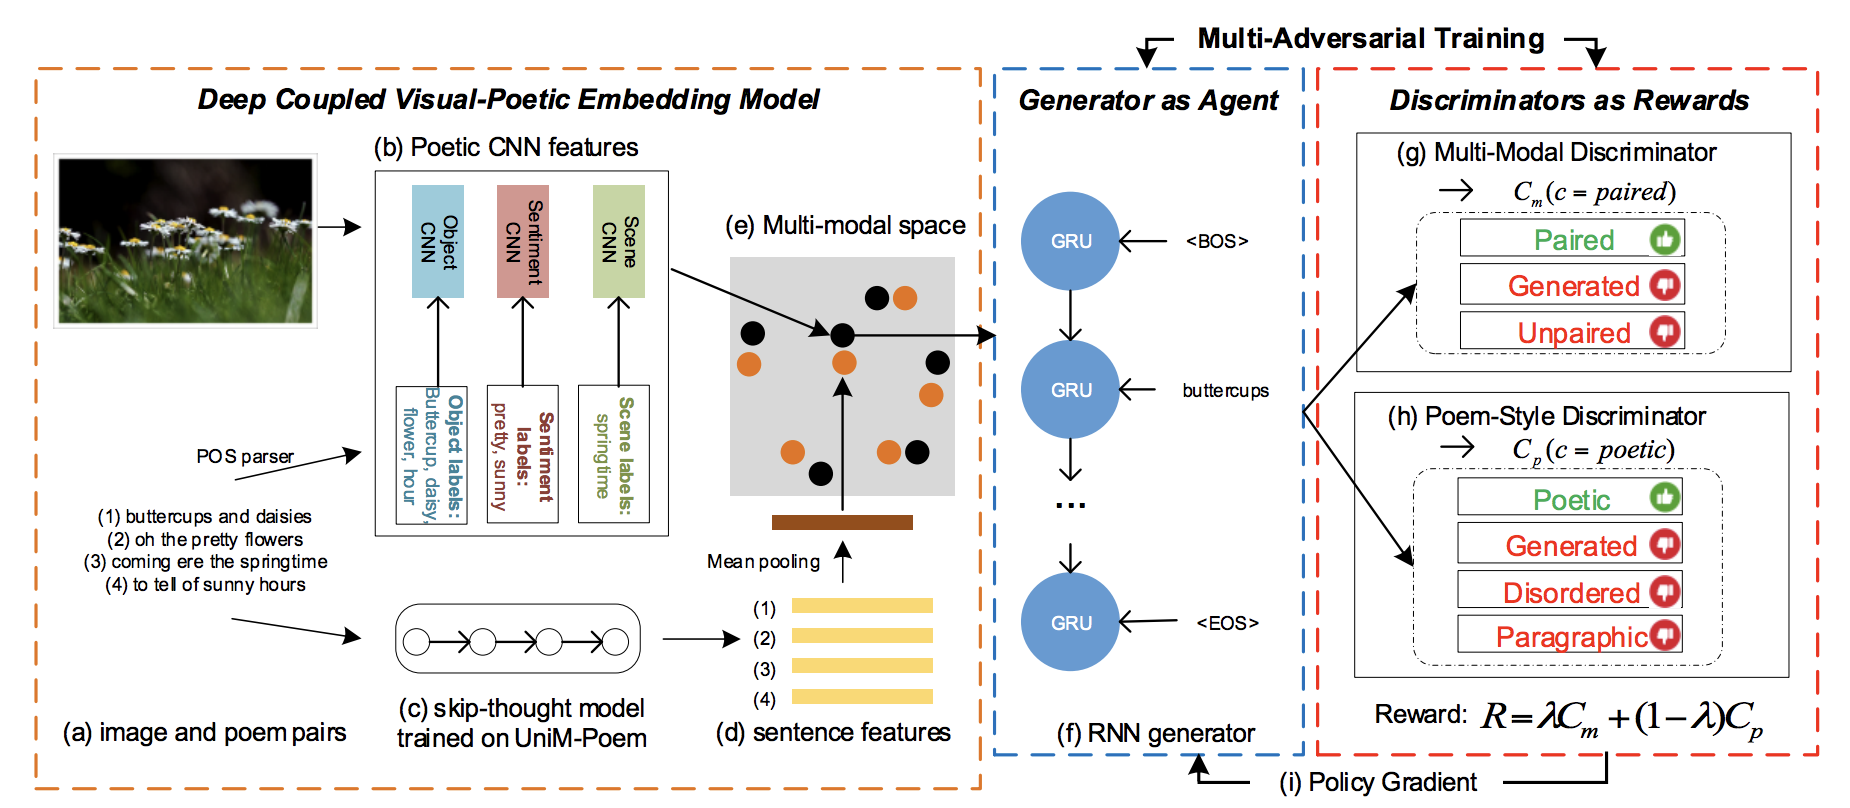 Multi-Adversarial Training
Deep Coupled Visual-Poetic Embedding Model
(b) Poetic CNN features
Object
CNN
Sentiment
CNN
Scene
CNN
Object labels:
Buttercup, daisy,
flower, hour
Sentiment
labels:
pretty, sunny
Scene labels:
springtime
POS parser
(1) buttercups and daisies
(2) oh the pretty flowers
(3) coming ere the springtime
(4) to tell of sunny hours
(a) image and poem pairs
(c) skip-thought model
trained on UniM-Poem
(e) Multi-modal space
Mean pooling
(1)
(2)
(3)
(4)
(d) sentence features
Generator as Agent
GRU
<BOS>
GRU
buttercups
...
GRU
<EOS>
(f) RNN generator
Discriminators as Rewards
(g) Multi-Modal Discriminator
C_m(c = paired)
Paired
Generated
Unpaired
(h) Poem-Style Discriminator
C_p(c = poetic)
Poetic
Generated
Disordered
Paragraphic
Reward: R = λC_m + (1 − λ)C_p
(i) Policy Gradient